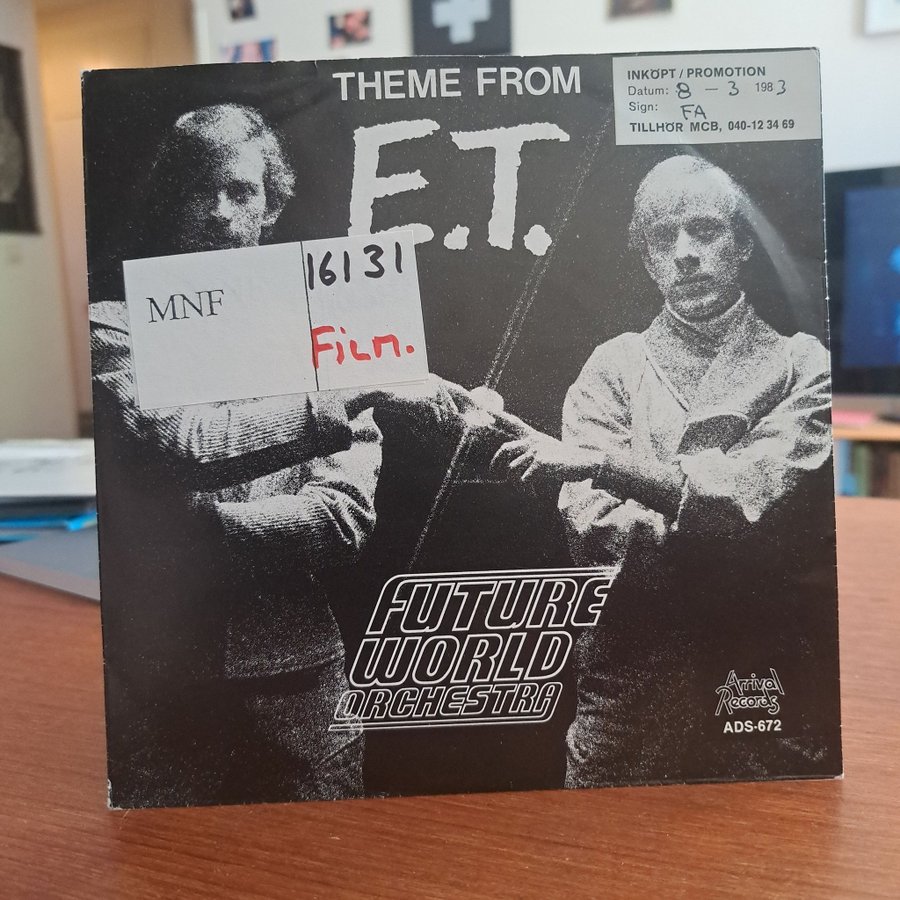 THEME FROM
E.T.
INKÖPT / PROMOTION
Datum: 8 - 3 1983
Sign: FA
TILLHÖR MCB, 040-12 34 69
MNF
16131
Film.
FUTURE
WORLD
ORCHESTRA
Arrival
Records
ADS-672